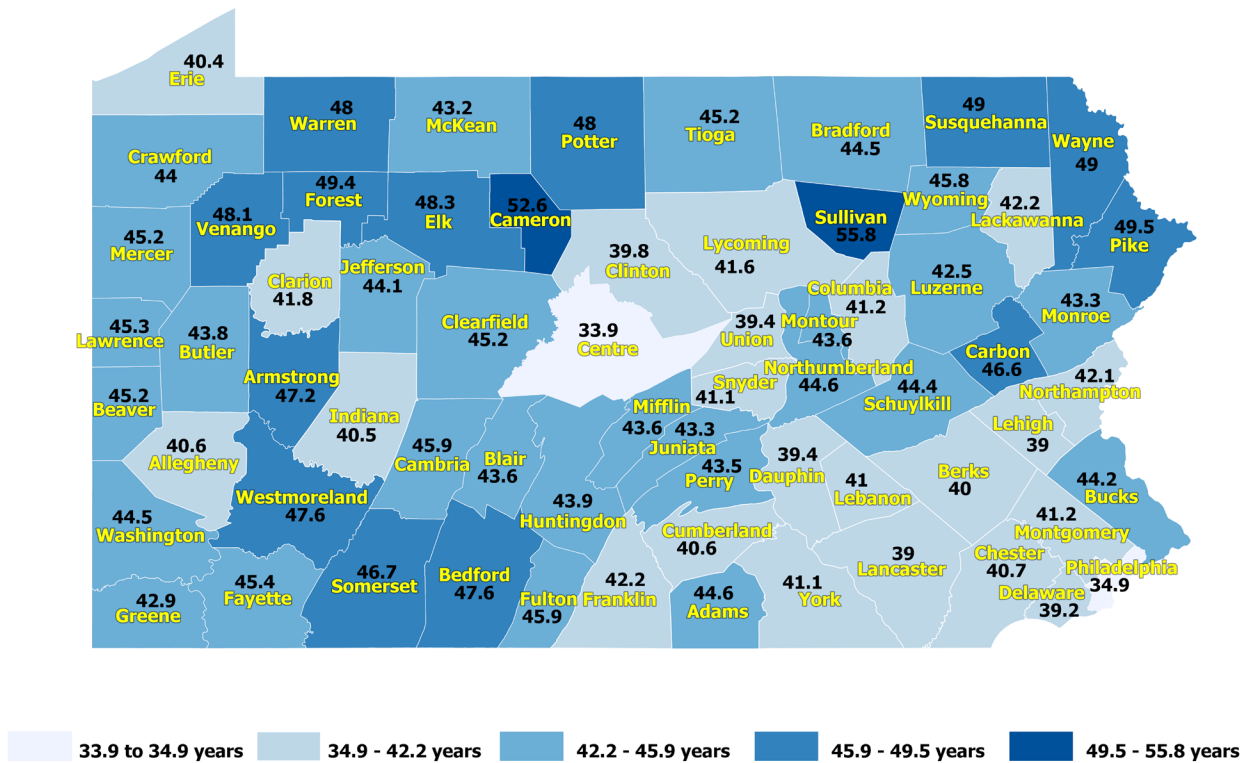 40.4
Erie
48
Warren
43.2
McKean
48
Potter
45.2
Tioga
Bradford
44.5
49
Susquehanna
Wayne
49
Crawford
44
49.4
Forest
48.3
Elk
52.6
Cameron
Sullivan
55.8
45.8
Wyoming
42.2
Lackawanna
49.5
Pike
45.2
Mercer
48.1
Venango
Clarion
41.8
Jefferson
44.1
39.8
Clinton
Lycoming
41.6
Columbia
41.2
42.5
Luzerne
43.3
Monroe
45.3
Lawrence
43.8
Butler
Clearfield
45.2
33.9
Centre
39.4
Union
Montour
43.6
Carbon
46.6
45.2
Beaver
Armstrong
47.2
Indiana
40.5
Snyder
41.1
Northumberland
44.6
44.4
Schuylkill
42.1
Northampton
40.6
Allegheny
45.9
Cambria
Blair
43.6
Mifflin
43.6
43.3
Juniata
43.5
Perry
39.4
Dauphin
41
Lebanon
Berks
40
Lehigh
39
44.2
Bucks
44.5
Washington
Westmoreland
47.6
43.9
Huntingdon
Cumberland
40.6
39
Lancaster
41.2
Montgomery
Chester
40.7
Philadelphia
34.9
Delaware
39.2
42.9
Greene
45.4
Fayette
46.7
Somerset
Bedford
47.6
Fulton
45.9
42.2
Franklin
44.6
Adams
41.1
York
33.9 to 34.9 years
34.9 - 42.2 years
42.2 - 45.9 years
45.9 - 49.5 years
49.5 - 55.8 years